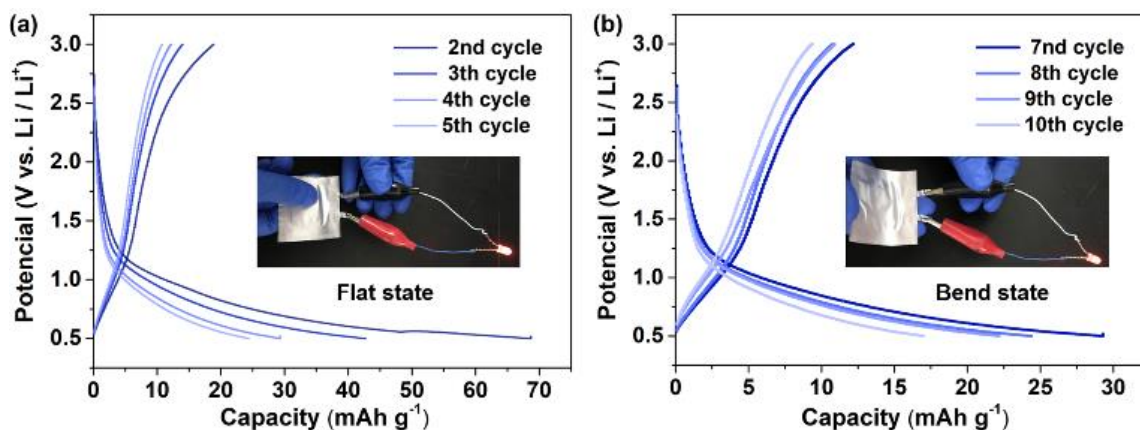 (a)
Potencial (V vs. Li / Li⁺)
3.0
2.5
2.0
1.5
1.0
0.5
2nd cycle
3th cycle
4th cycle
5th cycle
Flat state
0 10 20 30 40 50 60 70
Capacity (mAh g⁻¹)
(b)
Potencial (V vs. Li / Li⁺)
3.0
2.5
2.0
1.5
1.0
0.5
7nd cycle
8th cycle
9th cycle
10th cycle
Bend state
0 5 10 15 20 25 30
Capacity (mAh g⁻¹)